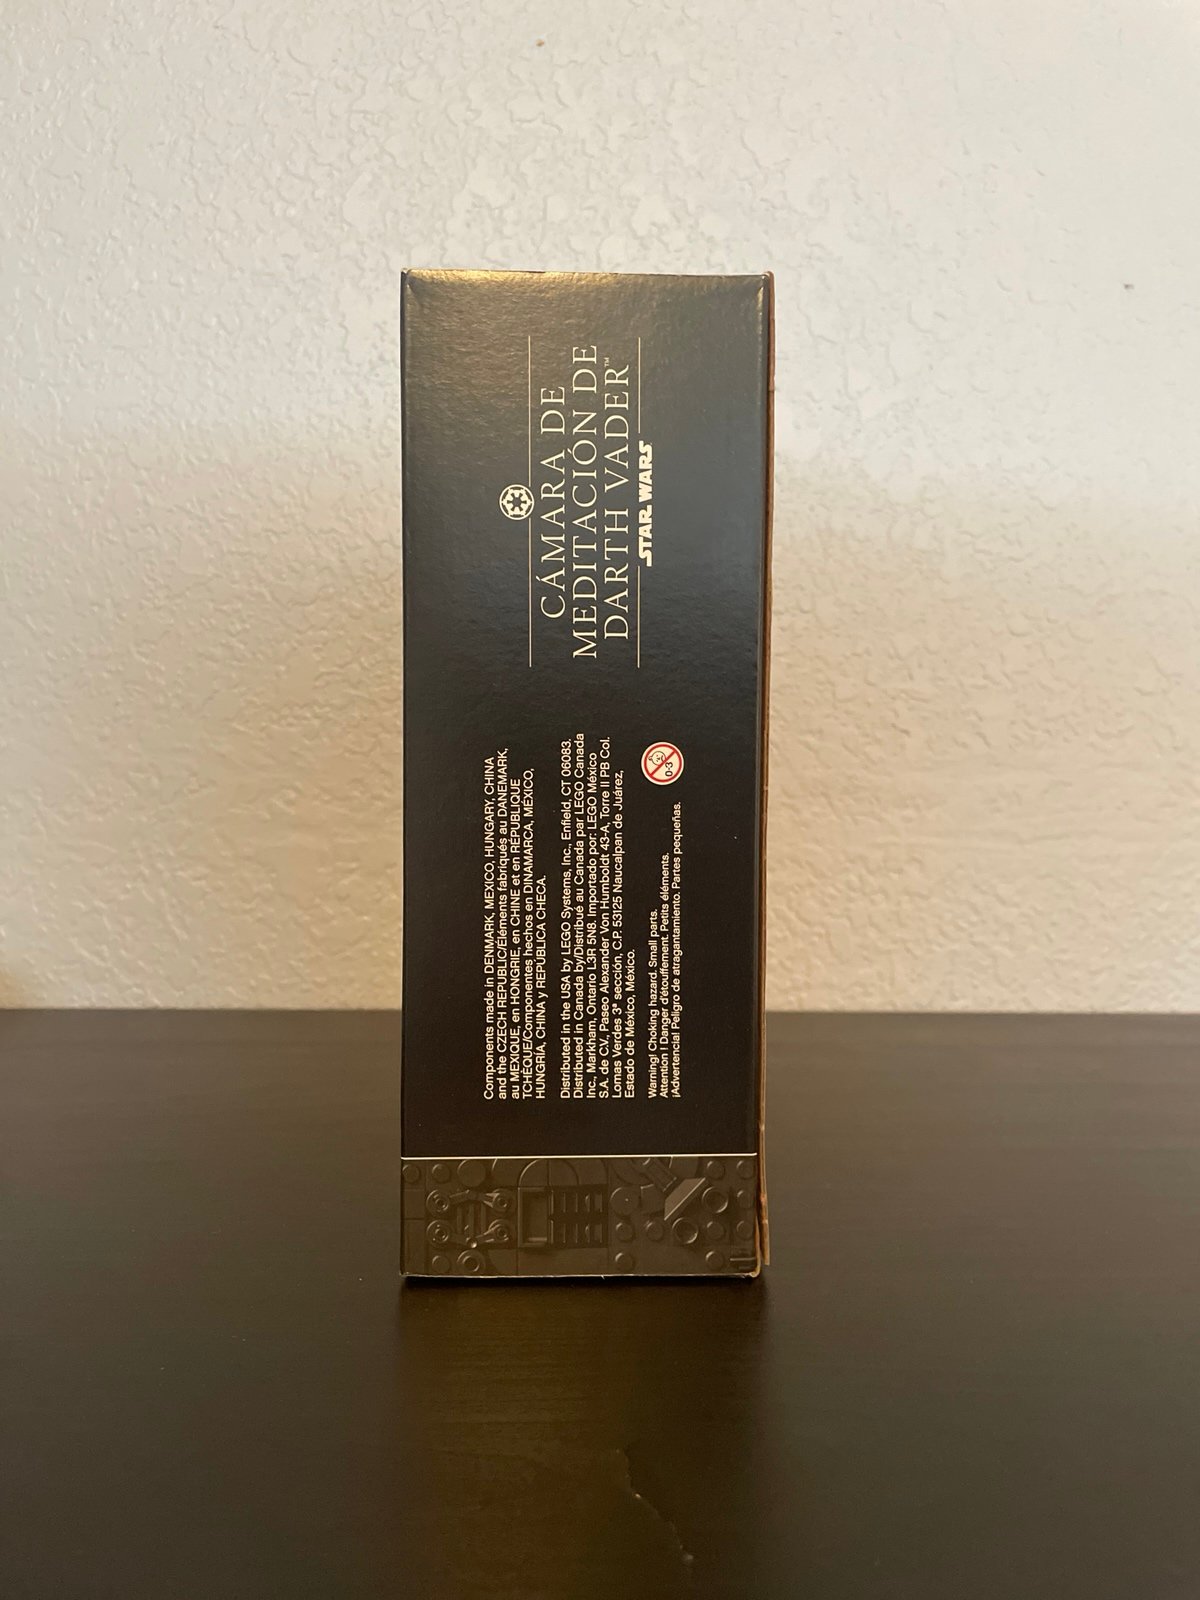 CÁMARA DE
MEDITACIÓN DE
DARTH VADER™
STAR WARS
Components made in DENMARK, MEXICO, HUNGARY, CHINA
and the CZECH REPUBLIC/Éléments fabriqués au DANEMARK,
au MEXIQUE, en HONGRIE, en CHINE et en RÉPUBLIQUE
TCHÈQUE/Componentes hechos en DINAMARCA, MÉXICO,
HUNGRÍA, CHINA y REPÚBLICA CHECA.
Distributed in the USA by LEGO Systems, Inc., Enfield, CT 06083.
Distributed in Canada by/Distribué au Canada par LEGO Canada
Inc., Markham, Ontario L3R 5N8. Importado por: LEGO México
S.A. de C.V., Paseo Alexander Von Humboldt 43-A, Torre II PB Col.
Lomas Verdes 3ª sección, C.P. 53125 Naucalpan de Juárez,
Estado de México, México.
Warning! Choking hazard. Small parts.
Attention ! Danger d'étouffement. Petits éléments.
¡Advertencia! Peligro de atragantamiento. Partes pequeñas.
0-3